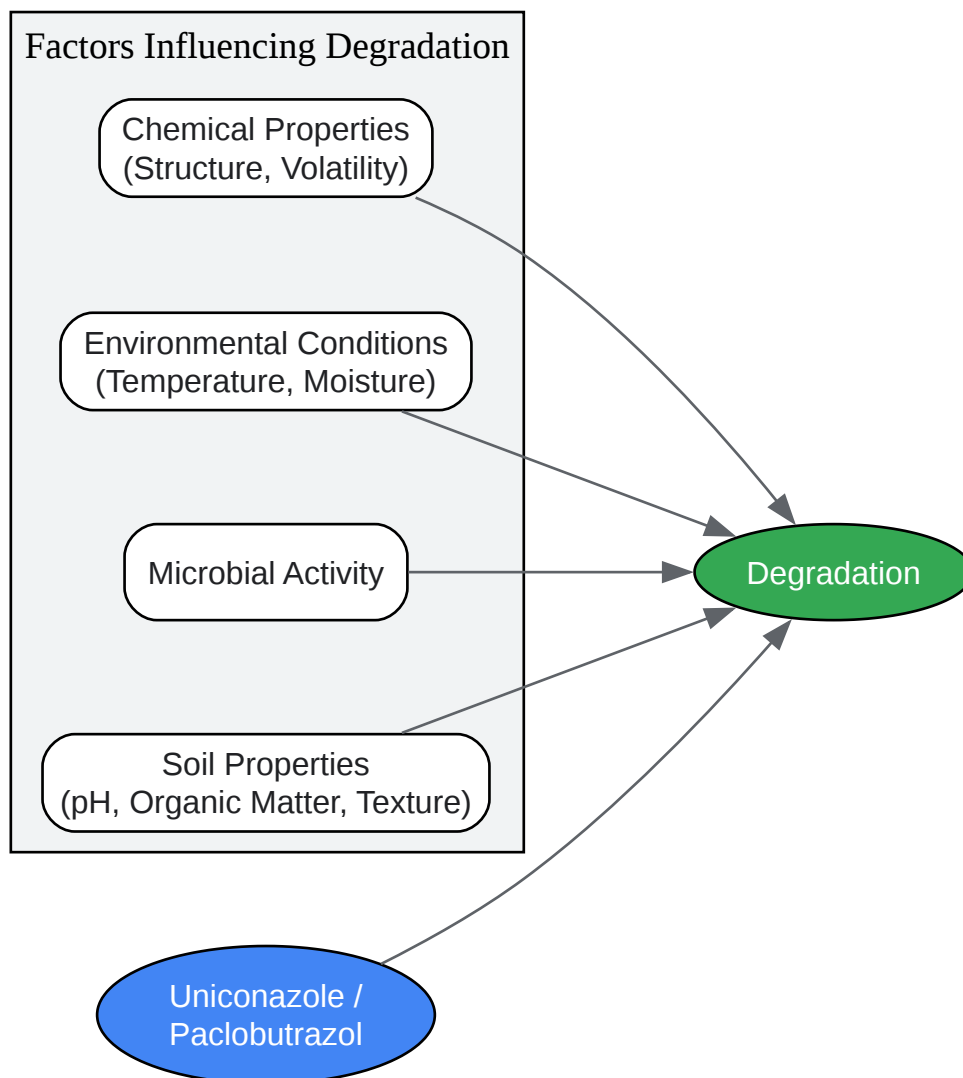 Factors Influencing Degradation
Chemical Properties
(Structure, Volatility)
Environmental Conditions
(Temperature, Moisture)
Microbial Activity
Degradation
Soil Properties
(pH, Organic Matter, Texture)
Uniconazole /
Paclobutrazol